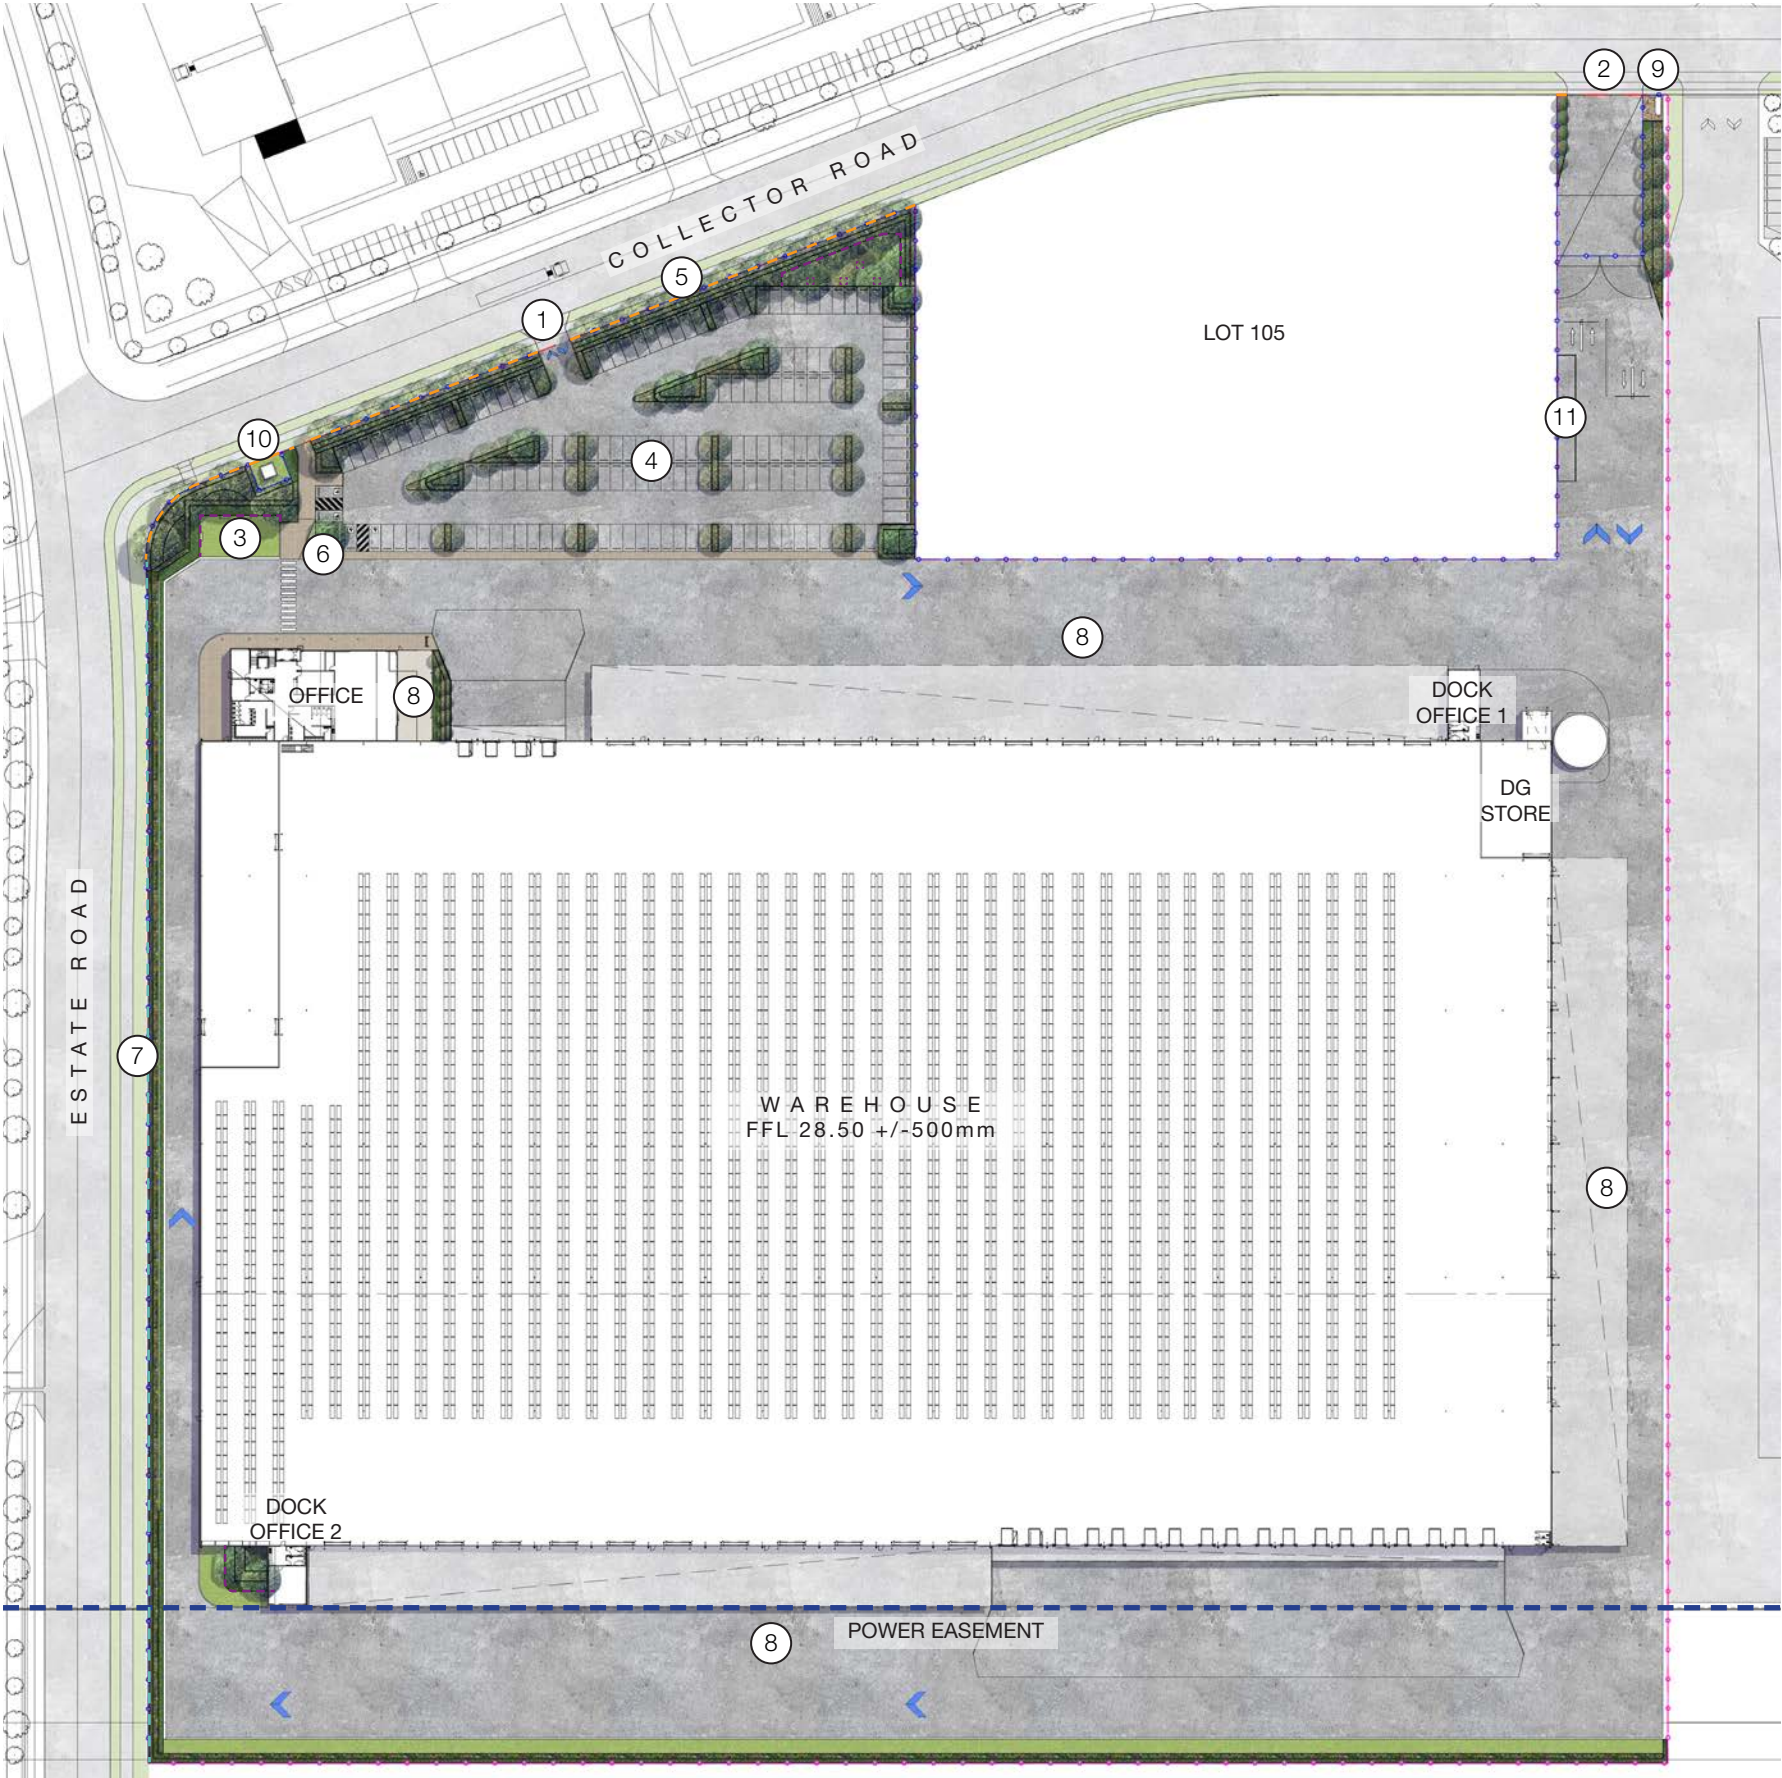 2
9
COLLECTOR ROAD
5
1
LOT 105
11
10
4
3
6
8
OFFICE
8
DOCK
OFFICE 1
DG
STORE
ESTATE ROAD
7
WAREHOUSE
FFL 28.50 +/-500mm
8
DOCK
OFFICE 2
POWER EASEMENT
8